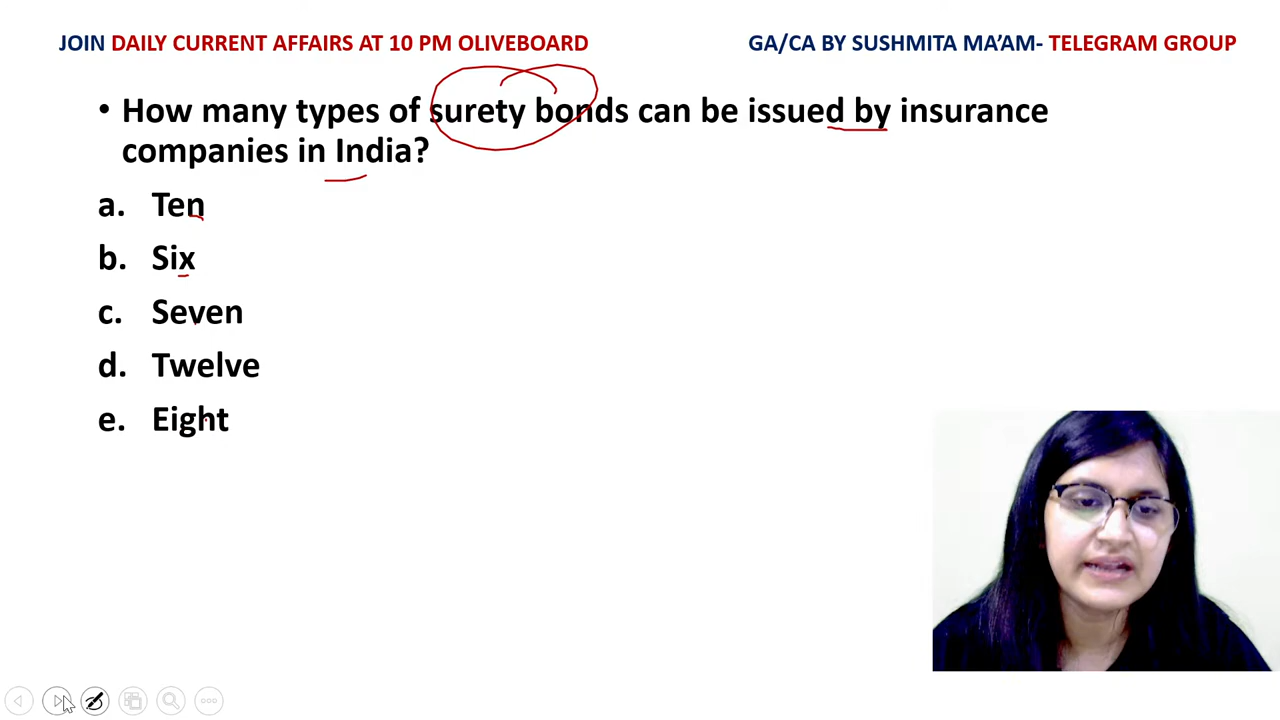 JOIN DAILY CURRENT AFFAIRS AT 10 PM OLIVEBOARD
GA/CA BY SUSHMITA MA’AM- TELEGRAM GROUP
• How many types of surety bonds can be issued by insurance
companies in India?
a. Ten
b. Six
c. Seven
d. Twelve
e. Eight